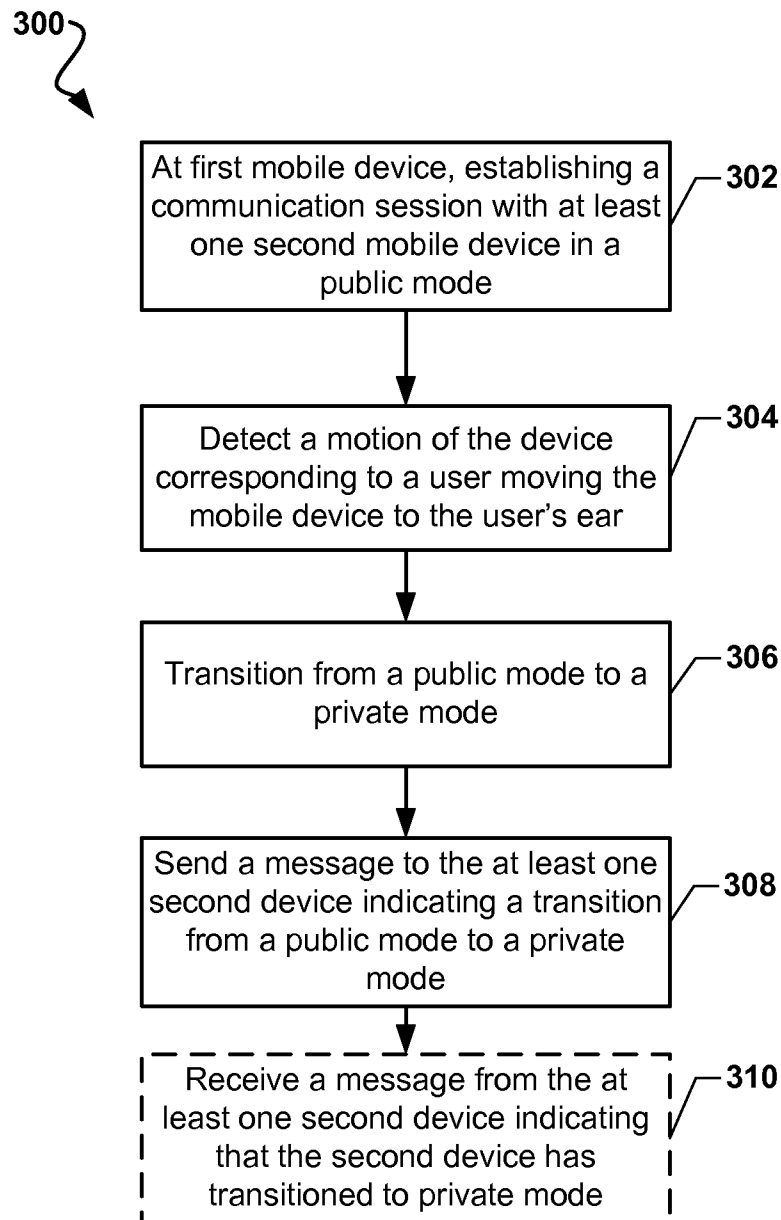 300
At first mobile device, establishing a
communication session with at least
one second mobile device in a
public mode
302
Detect a motion of the device
corresponding to a user moving the
mobile device to the user's ear
304
Transition from a public mode to a
private mode
306
Send a message to the at least one
second device indicating a transition
from a public mode to a private
mode
308
Receive a message from the at
least one second device indicating
that the second device has
transitioned to private mode
310